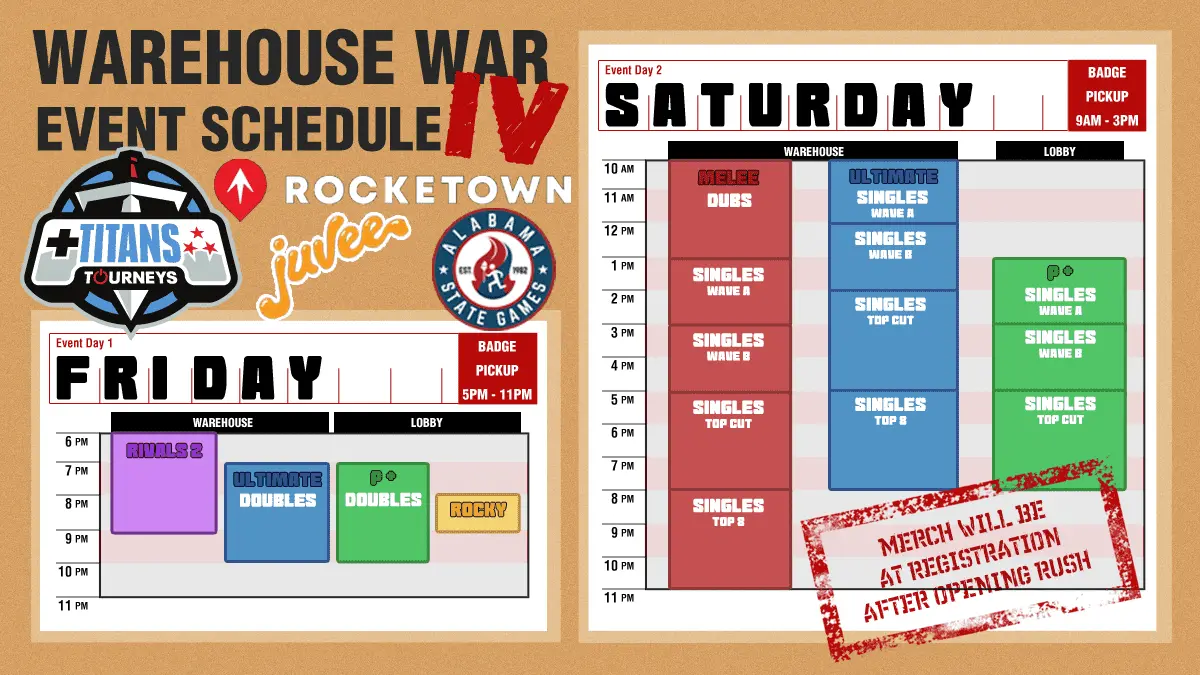 WAREHOUSE WAR
EVENT SCHEDULE IV
+TITANS
TOURNEYS
ROCKETOWN
juvee
ALABAMA
EST. 1982
STATE GAMES
Event Day 1
FRIDAY
BADGE
PICKUP
5PM - 11PM
WAREHOUSE
LOBBY
6 PM
7 PM
8 PM
9 PM
10 PM
11 PM
RIVALS 2
ULTIMATE
DOUBLES
P+
DOUBLES
ROCKY
Event Day 2
SATURDAY
BADGE
PICKUP
9AM - 3PM
WAREHOUSE
LOBBY
10 AM
11 AM
12 PM
1 PM
2 PM
3 PM
4 PM
5 PM
6 PM
7 PM
8 PM
9 PM
10 PM
11 PM
MELEE
DUBS
SINGLES
WAVE A
SINGLES
WAVE B
SINGLES
TOP CUT
SINGLES
TOP 8
ULTIMATE
SINGLES
WAVE A
SINGLES
WAVE B
SINGLES
TOP CUT
SINGLES
TOP 8
P+
SINGLES
WAVE A
SINGLES
WAVE B
SINGLES
TOP CUT
MERCH WILL BE
AT REGISTRATION
AFTER OPENING RUSH